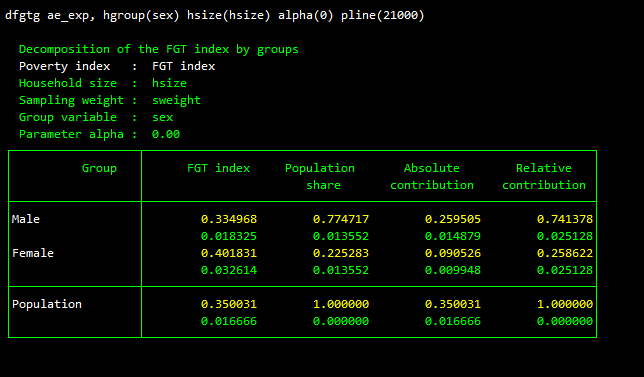 dfgtg ae_exp, hgroup(sex) hsize(hsize) alpha(0) pline(21000)
Decomposition of the FGT index by groups
Poverty index : FGT index
Household size : hsize
Sampling weight : sweight
Group variable : sex
Parameter alpha : 0.00
Group FGT index Population Absolute Relative
share contribution contribution
Male 0.334968 0.774717 0.259505 0.741378
0.018325 0.013552 0.014879 0.025128
Female 0.401831 0.225283 0.090526 0.258622
0.032614 0.013552 0.009948 0.025128
Population 0.350031 1.000000 0.350031 1.000000
0.016666 0.000000 0.016666 0.000000